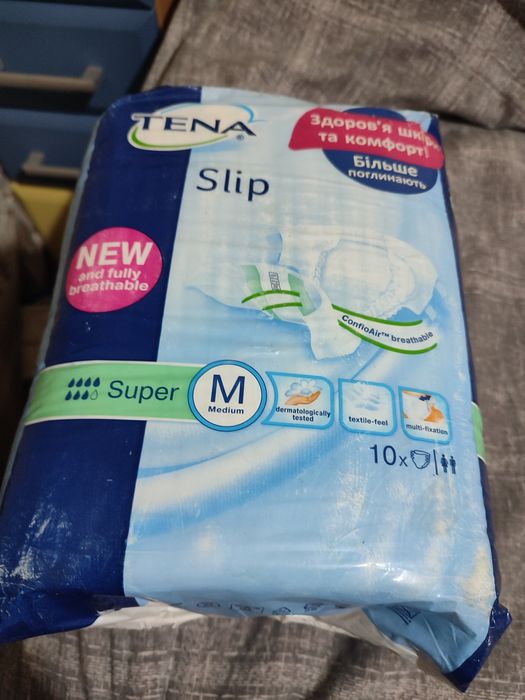 TENA
®
Здоров'я шкіри
та комфорт!
Більше
поглинають
Slip
NEW
and fully
breathable
ConfioAir™ breathable
Super
M
Medium
dermatologically
tested
textile-feel
multi-fixation
10x